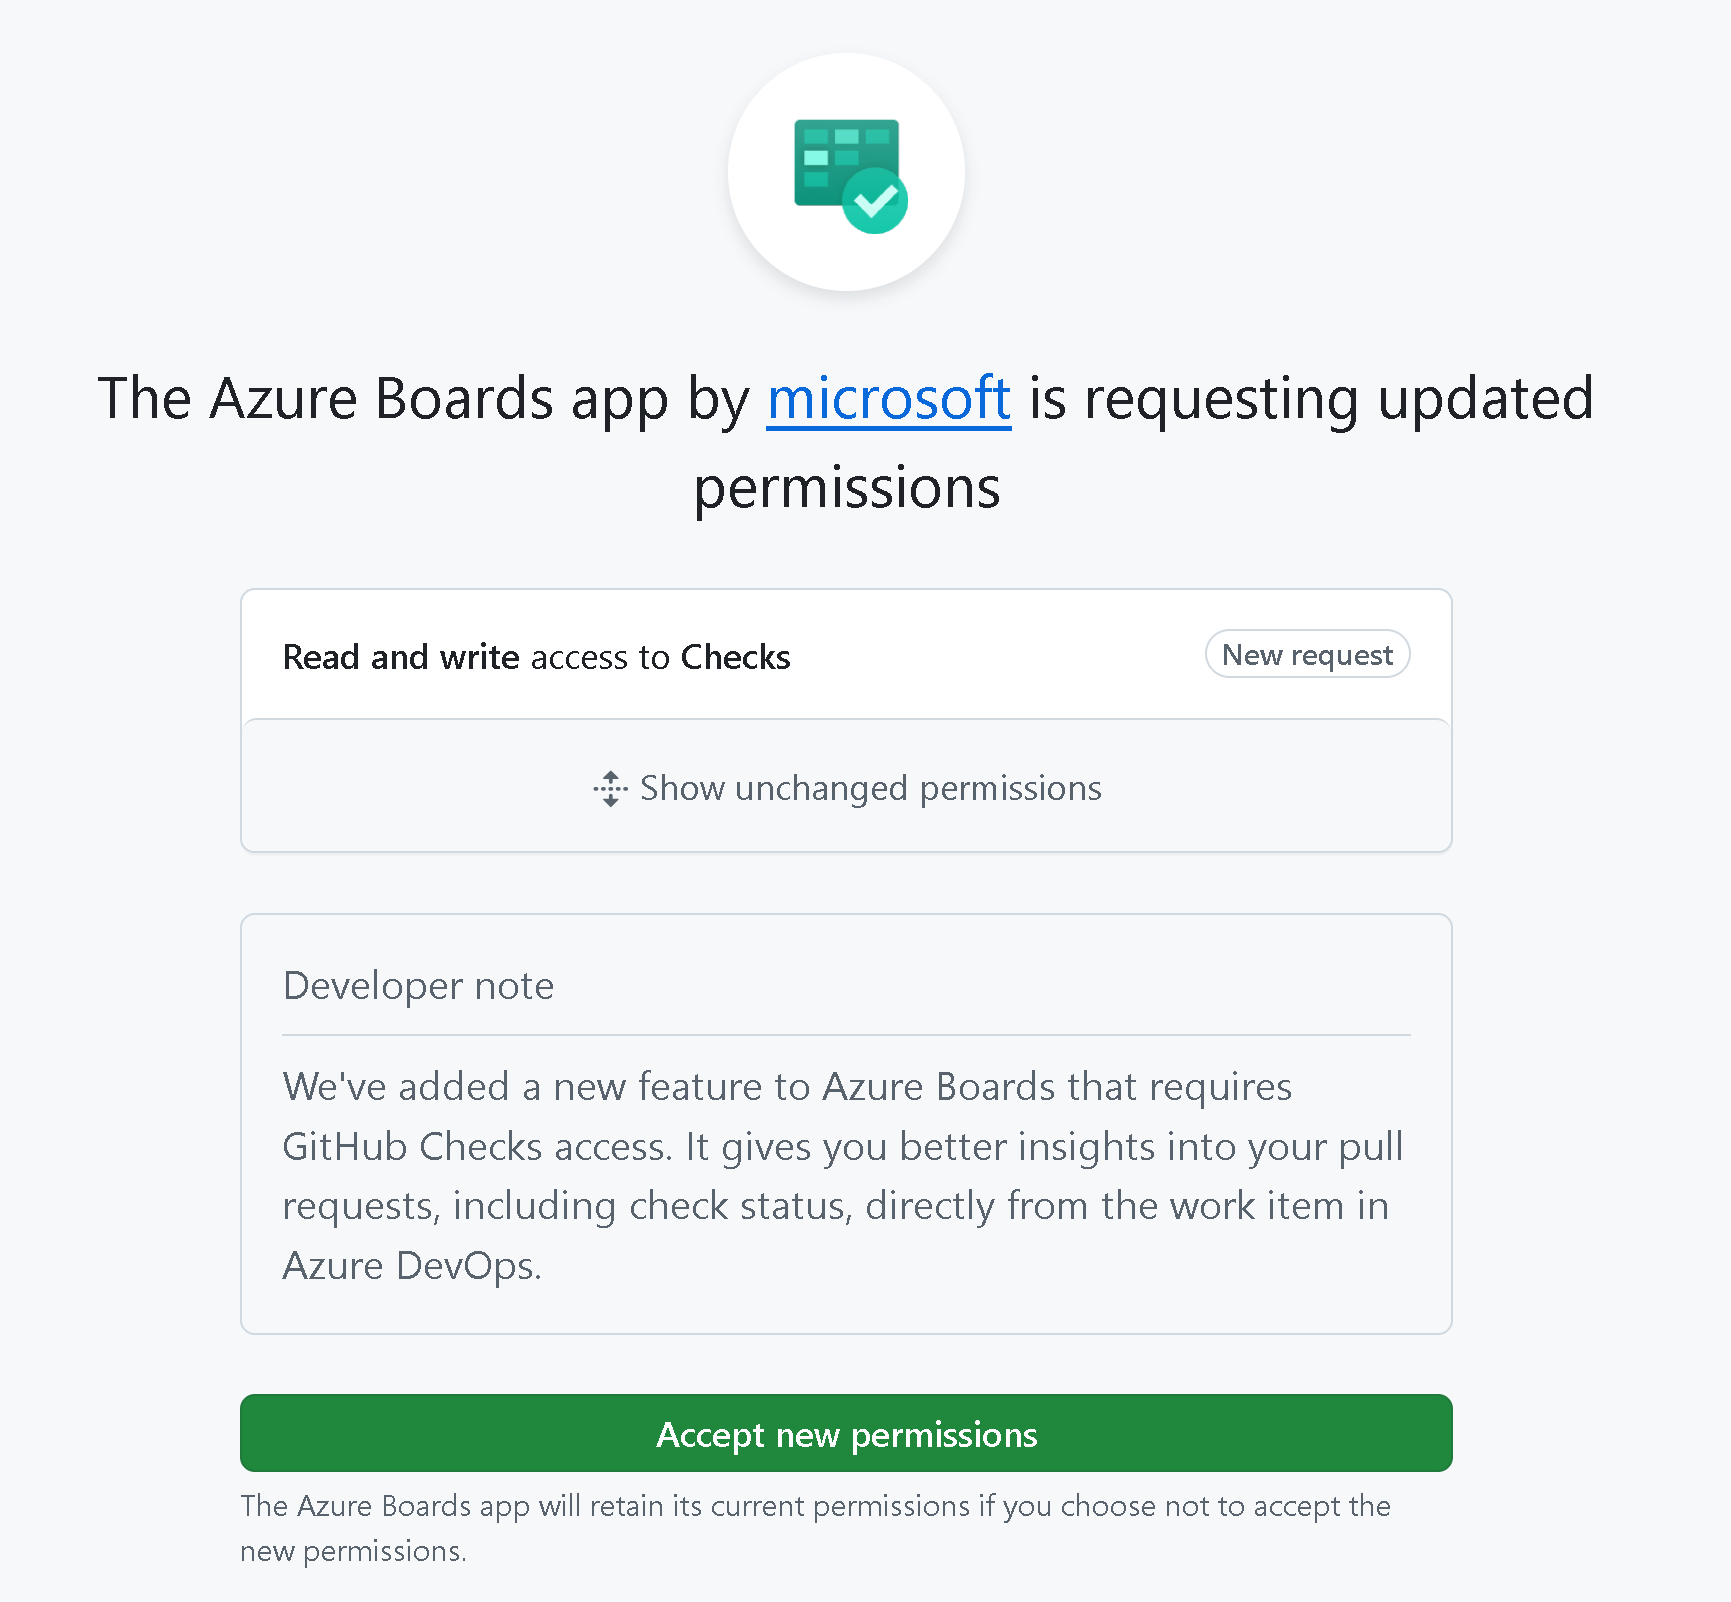 The Azure Boards app by microsoft is requesting updated
permissions
Read and write access to Checks
New request
Show unchanged permissions
Developer note
We've added a new feature to Azure Boards that requires
GitHub Checks access. It gives you better insights into your pull
requests, including check status, directly from the work item in
Azure DevOps.
Accept new permissions
The Azure Boards app will retain its current permissions if you choose not to accept the
new permissions.